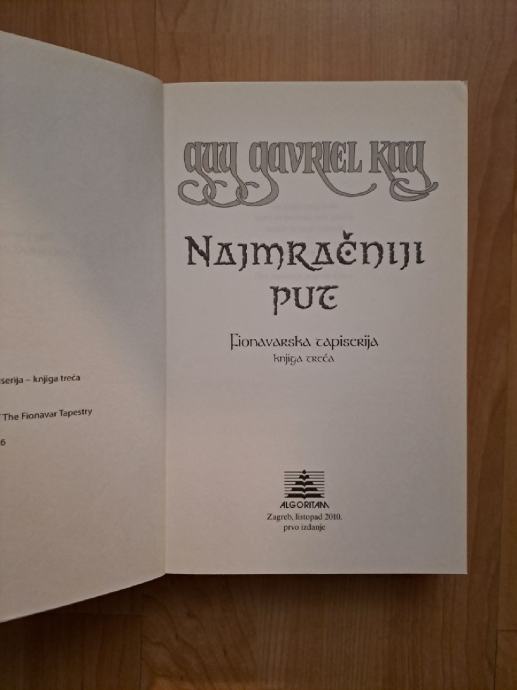 serija – knjiga treća
The Fionavar Tapestry
6
GUY GAVRIEL KAY
Najmračniji
put
Fionavarska tapiserija
knjiga treća
ALGORITAM
Zagreb, listopad 2010.
prvo izdanje